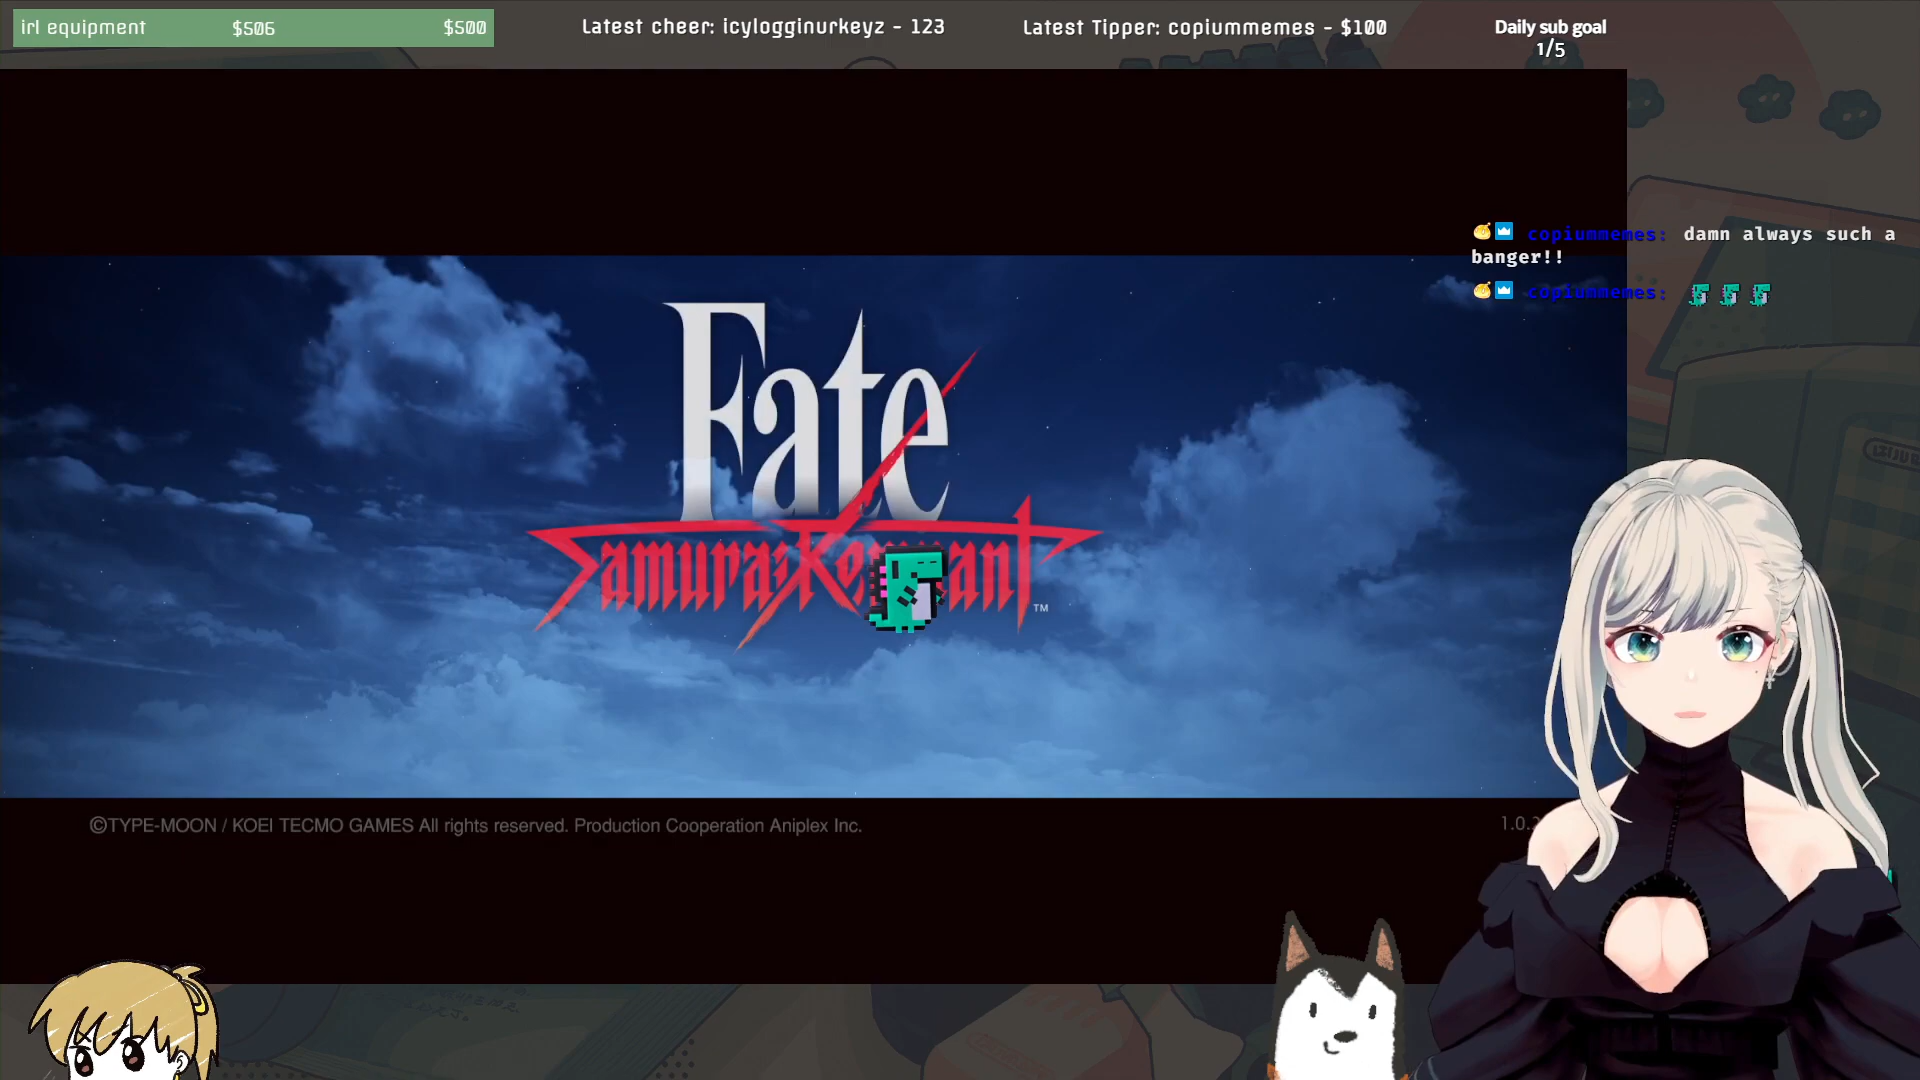 irl equipment $506 $500
Latest cheer: icylogginurkeyz - 123
Latest Tipper: copiummemes - $100
Daily sub goal
1/5
copiummemes: damn always such a
banger!!
copiummemes:
Fate
Samurai Remnant
TM
©TYPE-MOON / KOEI TECMO GAMES All rights reserved. Production Cooperation Aniplex Inc.
1.0.